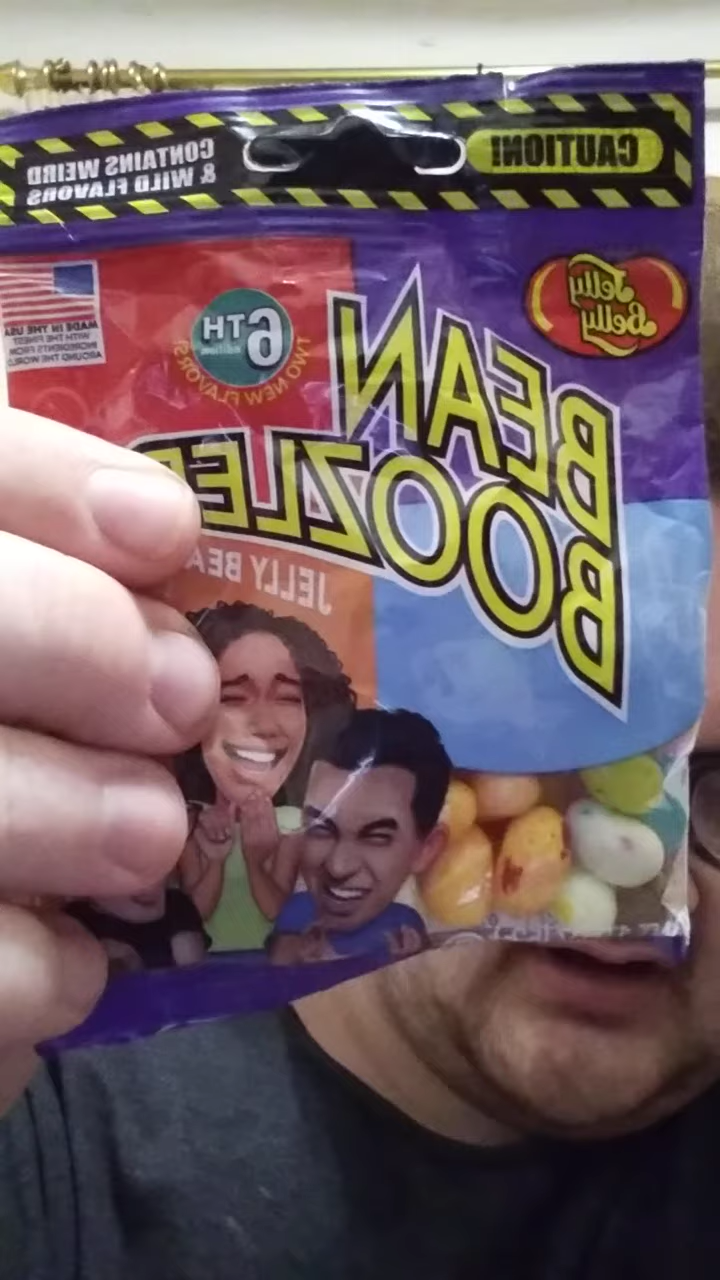 CAUTION!
CONTAINS WEIRD
& WILD FLAVORS
Jelly
Belly
6TH
edition
TWO NEW FLAVORS!
MADE IN THE USA
WITH THE FINEST
INGREDIENTS FROM
AROUND THE WORLD
BEAN
BOOZLED
JELLY BEA